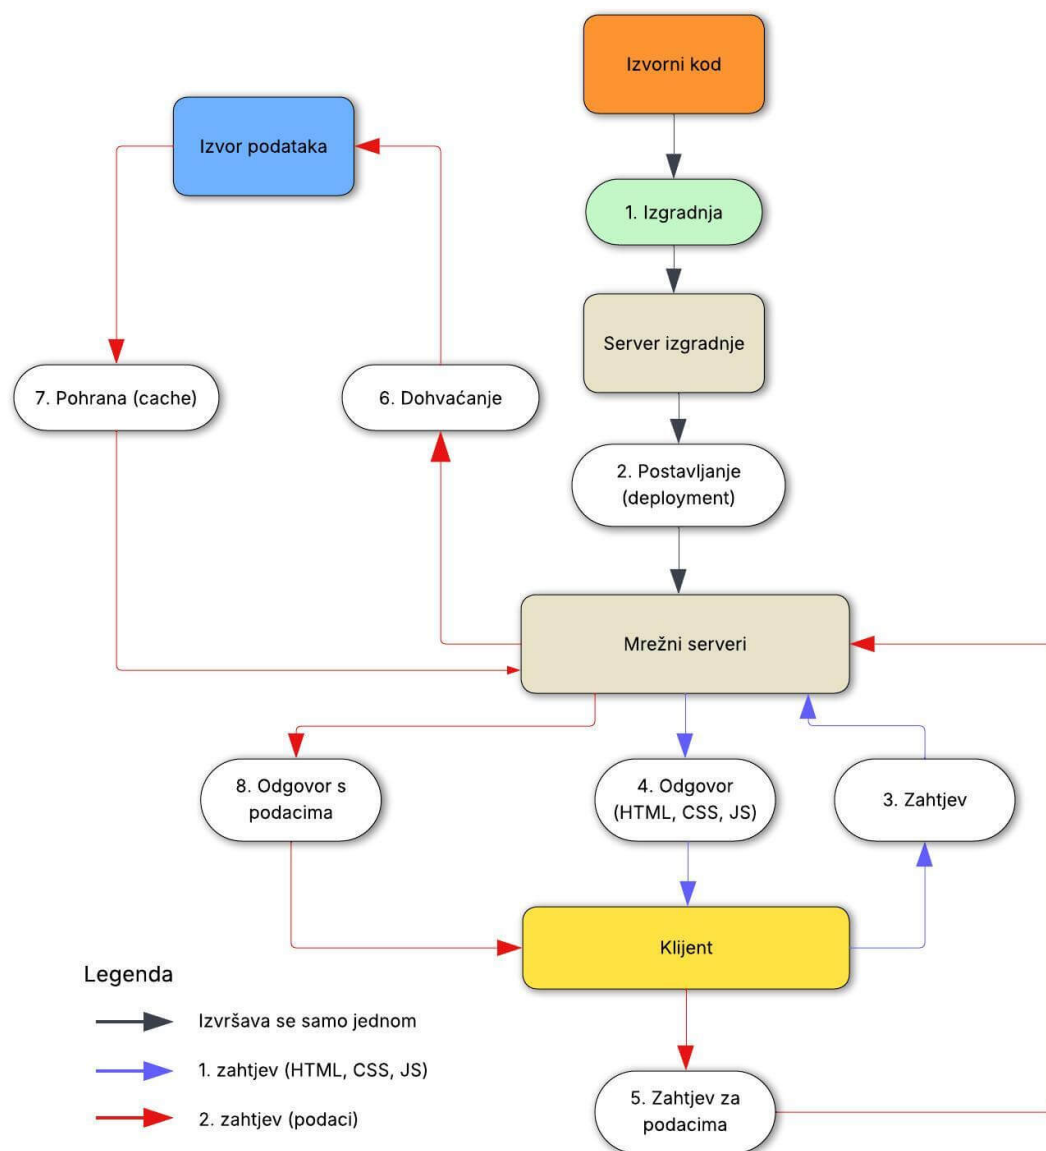 Izvorni kod
Izvor podataka
1. Izgradnja
Server izgradnje
7. Pohrana (cache)
6. Dohvaćanje
2. Postavljanje
(deployment)
Mrežni serveri
8. Odgovor s
podacima
4. Odgovor
(HTML, CSS, JS)
3. Zahtjev
Klijent
Legenda
Izvršava se samo jednom
1. zahtjev (HTML, CSS, JS)
2. zahtjev (podaci)
5. Zahtjev za
podacima